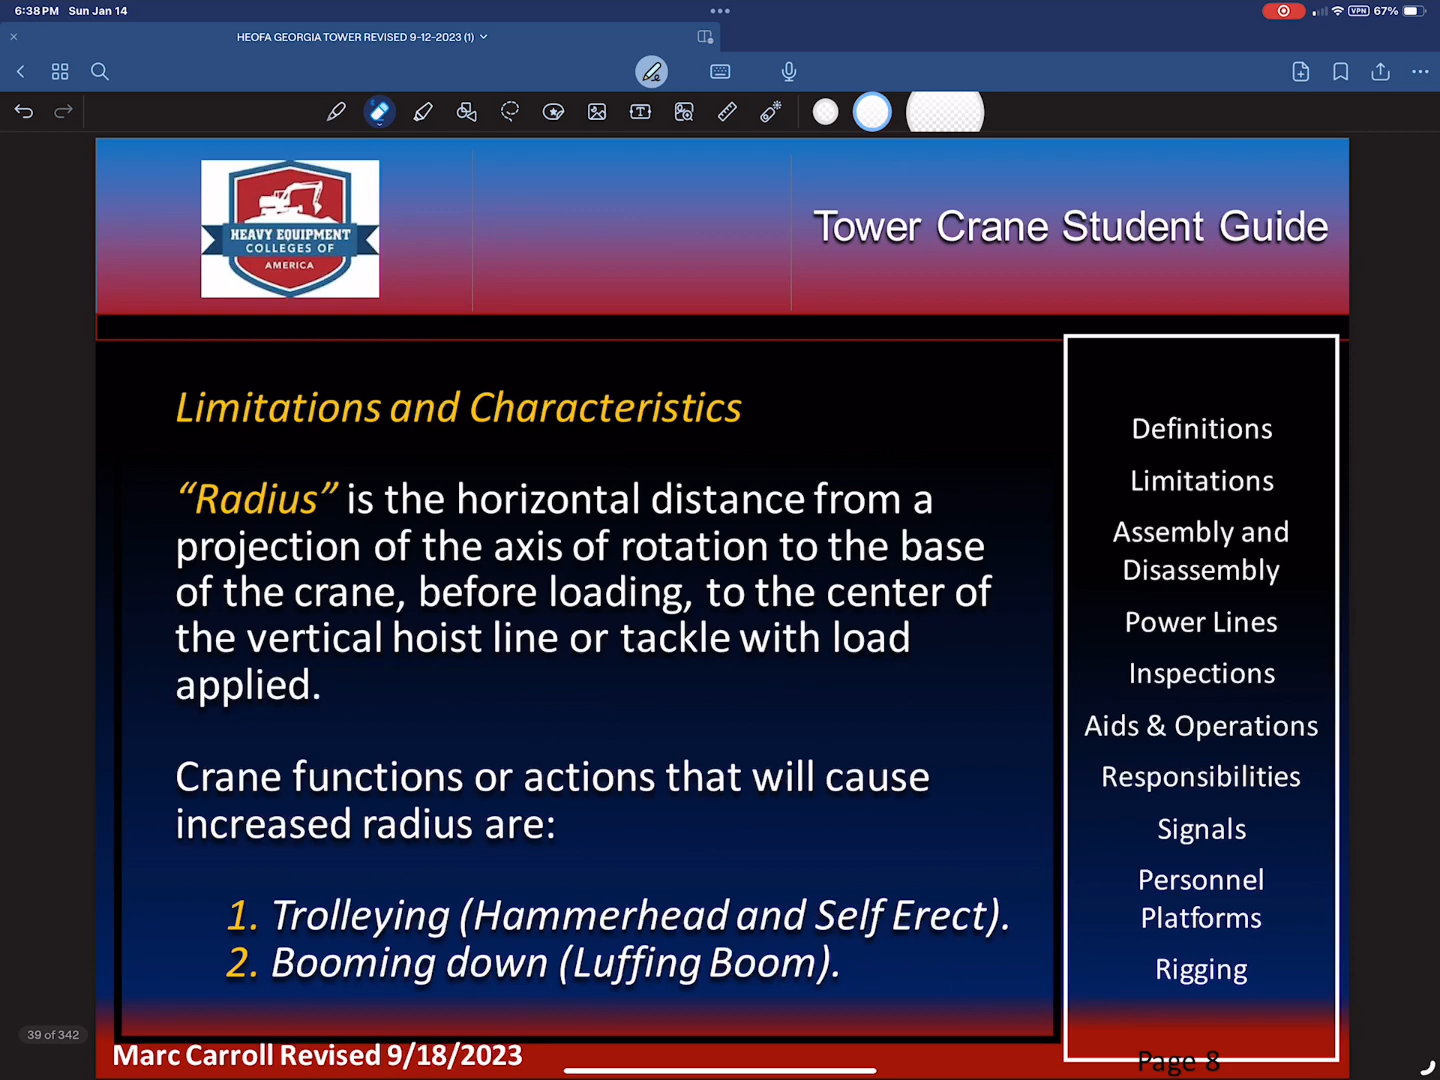 6:38 PM Sun Jan 14
VPN 67%
HEOFA GEORGIA TOWER REVISED 9-12-2023 (1)
HEAVY EQUIPMENT
COLLEGES OF
AMERICA
Tower Crane Student Guide
Limitations and Characteristics
“Radius” is the horizontal distance from a
projection of the axis of rotation to the base
of the crane, before loading, to the center of
the vertical hoist line or tackle with load
applied.
Crane functions or actions that will cause
increased radius are:
1. Trolleying (Hammerhead and Self Erect).
2. Booming down (Luffing Boom).
Definitions
Limitations
Assembly and
Disassembly
Power Lines
Inspections
Aids & Operations
Responsibilities
Signals
Personnel
Platforms
Rigging
39 of 342
Marc Carroll Revised 9/18/2023
Page 8